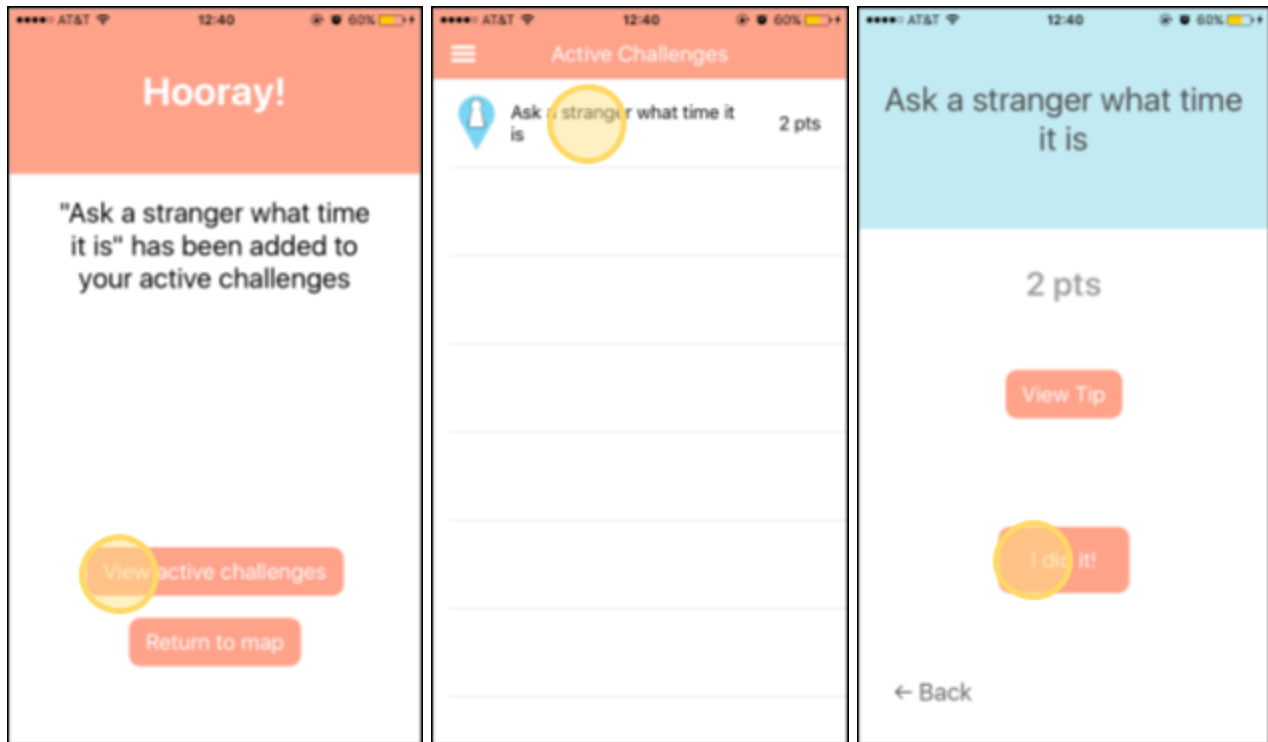 AT&T 12:40 60%
Hooray!
"Ask a stranger what time
it is" has been added to
your active challenges
View active challenges
Return to map
AT&T 12:40 60%
Active Challenges
Ask a stranger what time it
is
2 pts
AT&T 12:40 60%
Ask a stranger what time
it is
2 pts
View Tip
I did it!
← Back